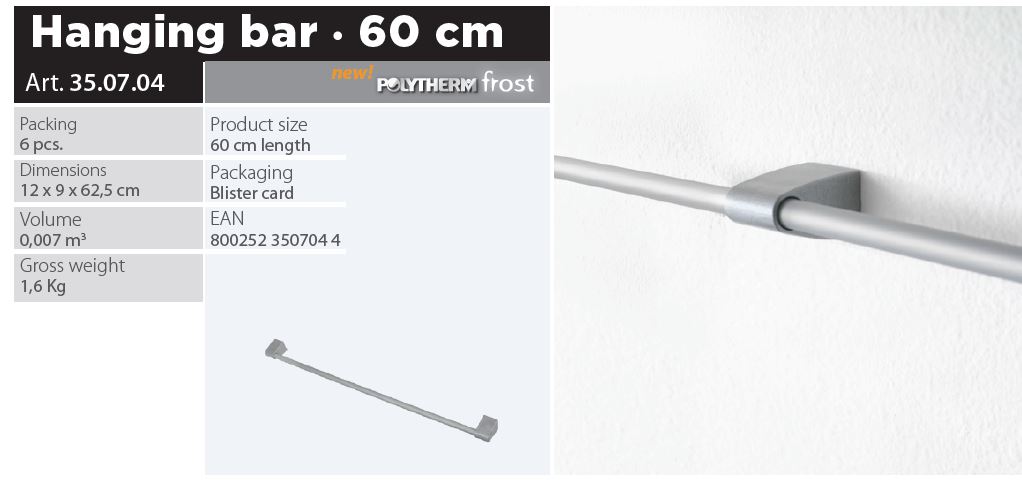 Hanging bar · 60 cm
Art. 35.07.04
new! POLYTHERM frost
Packing
6 pcs.
Dimensions
12 x 9 x 62,5 cm
Volume
0,007 m³
Gross weight
1,6 Kg
Product size
60 cm length
Packaging
Blister card
EAN
800252 350704 4